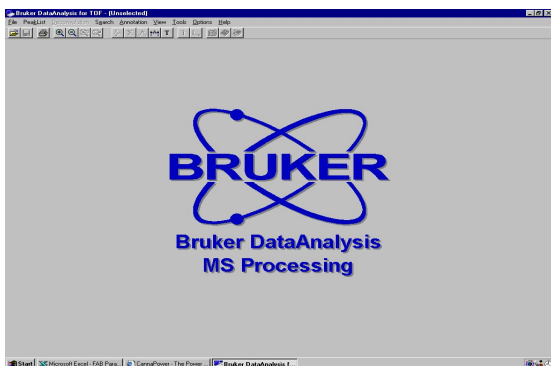 Bruker DataAnalysis for TOF - (Unselected)
File PeakList Deconvolution Search Annotation View Tools Options Help
BRUKER
Bruker DataAnalysis
MS Processing
Start Microsoft Excel - FAB Para... CannaPower - The Power ... Bruker DataAnalysis f...